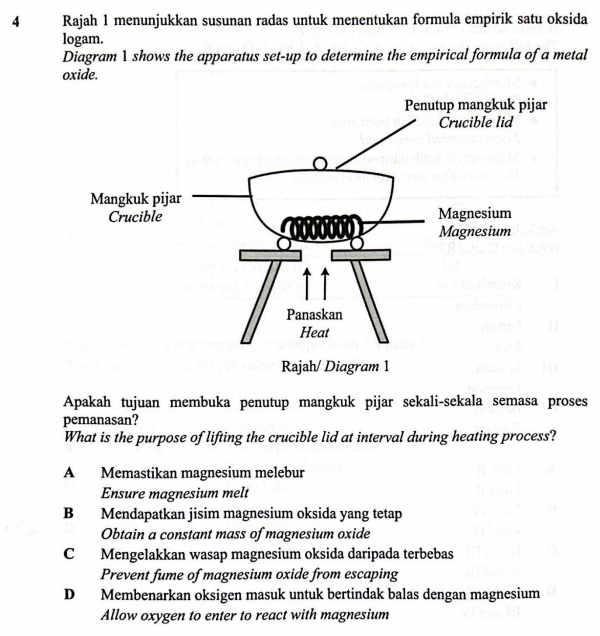 4 Rajah 1 menunjukkan susunan radas untuk menentukan formula empirik satu oksida
logam.
Diagram 1 shows the apparatus set-up to determine the empirical formula of a metal
oxide.
Penutup mangkuk pijar
Crucible lid
Mangkuk pijar
Crucible
Magnesium
Magnesium
Panaskan
Heat
Rajah/ Diagram 1
Apakah tujuan membuka penutup mangkuk pijar sekali-sekala semasa proses
pemanasan?
What is the purpose of lifting the crucible lid at interval during heating process?
A Memastikan magnesium melebur
Ensure magnesium melt
B Mendapatkan jisim magnesium oksida yang tetap
Obtain a constant mass of magnesium oxide
C Mengelakkan wasap magnesium oksida daripada terbebas
Prevent fume of magnesium oxide from escaping
D Membenarkan oksigen masuk untuk bertindak balas dengan magnesium
Allow oxygen to enter to react with magnesium